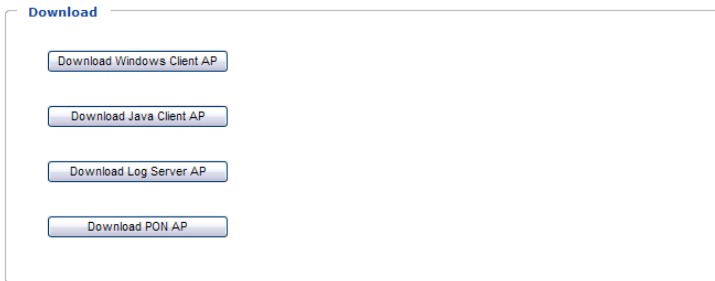 Download
Download Windows Client AP
Download Java Client AP
Download Log Server AP
Download PON AP